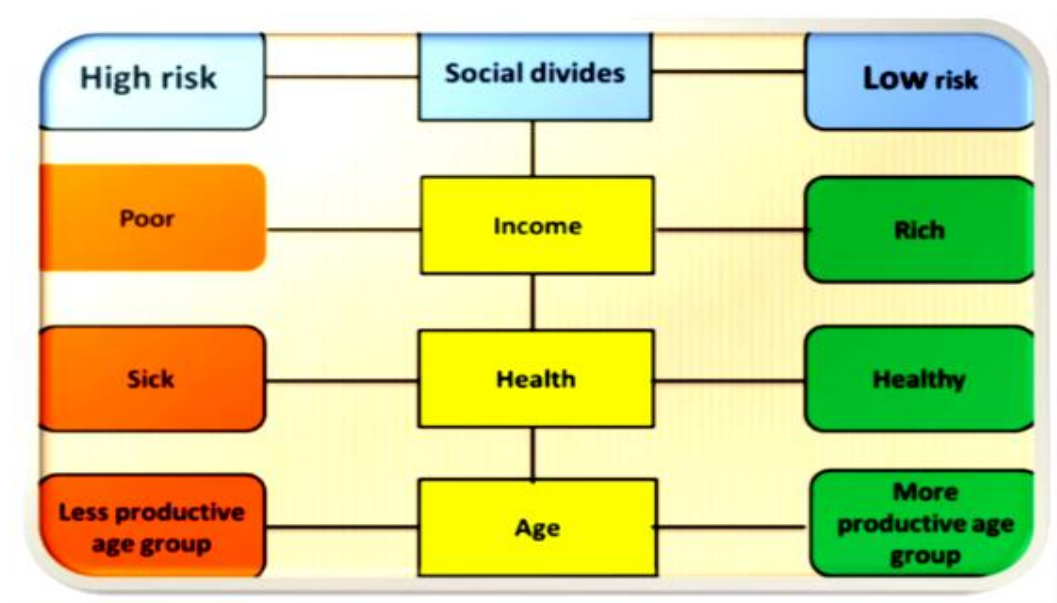 High risk
Social divides
Low risk
Poor
Income
Rich
Sick
Health
Healthy
Less productive
age group
Age
More
productive age
group